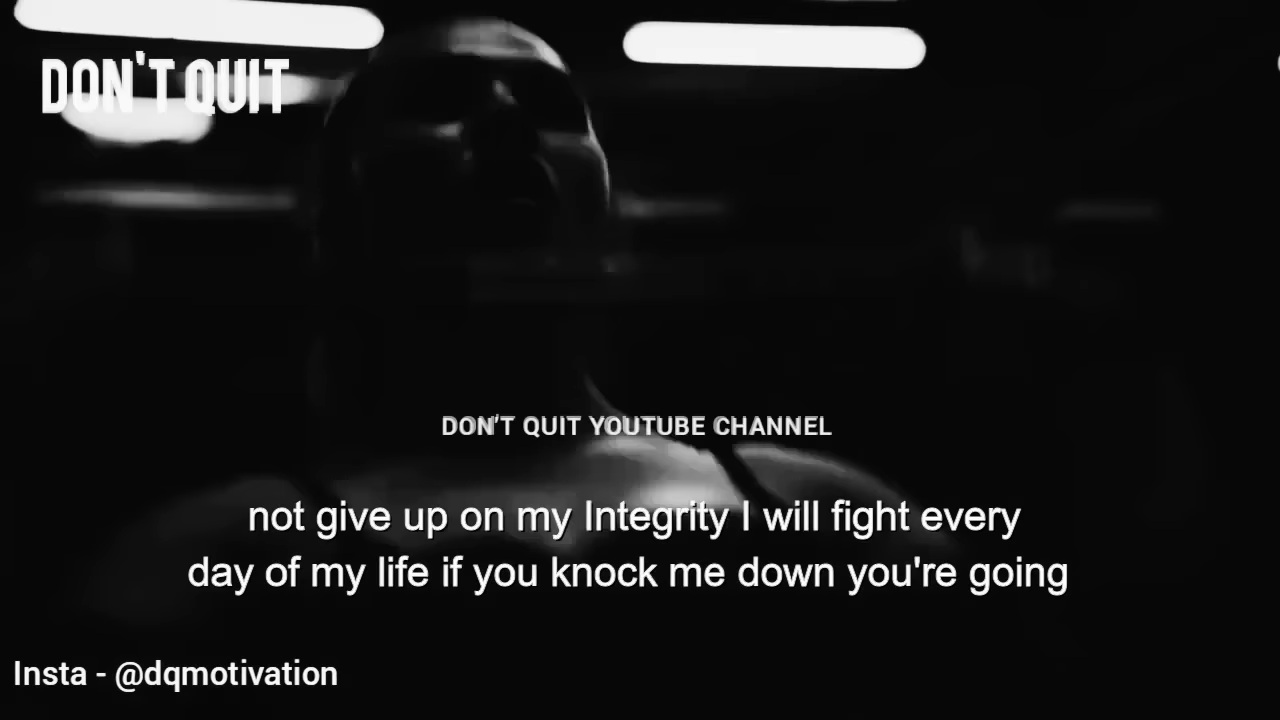 DON'T QUIT
DON'T QUIT YOUTUBE CHANNEL
not give up on my Integrity I will fight every
day of my life if you knock me down you're going
Insta - @dqmotivation